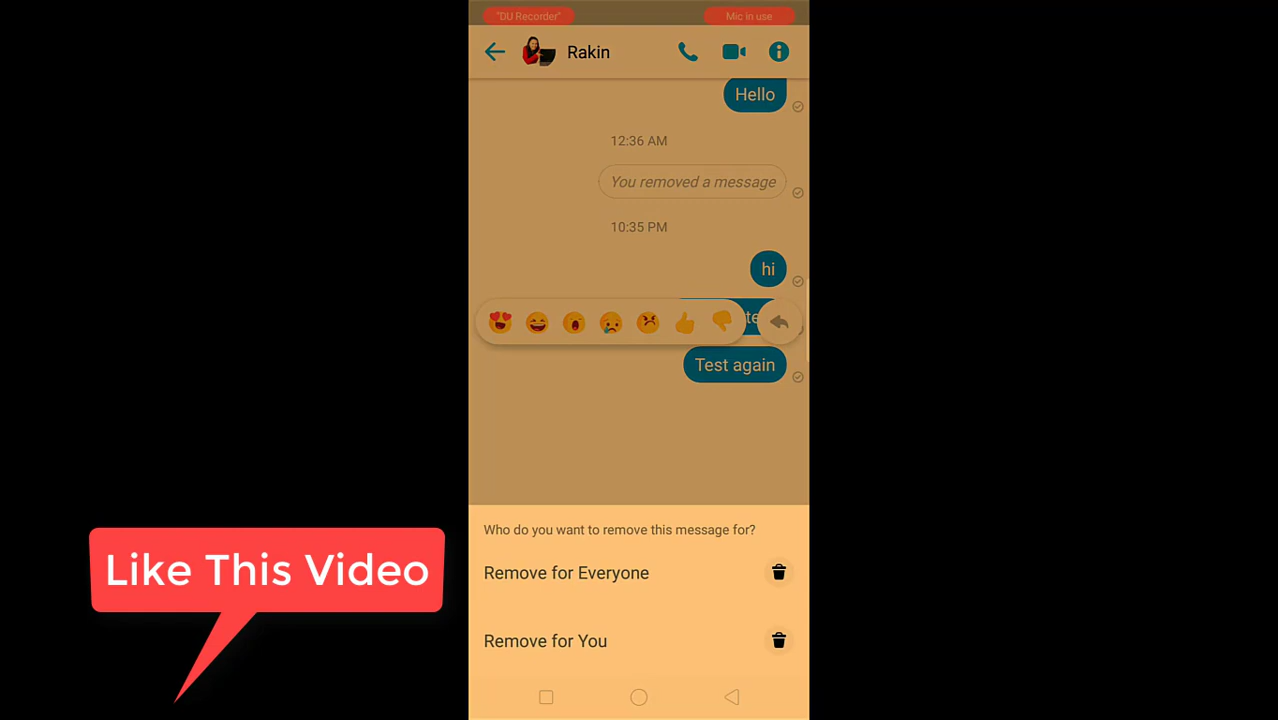 "DU Recorder"
Mic in use
Rakin
Hello
12:36 AM
You removed a message
10:35 PM
hi
Test again
Who do you want to remove this message for?
Remove for Everyone
Remove for You
Like This Video